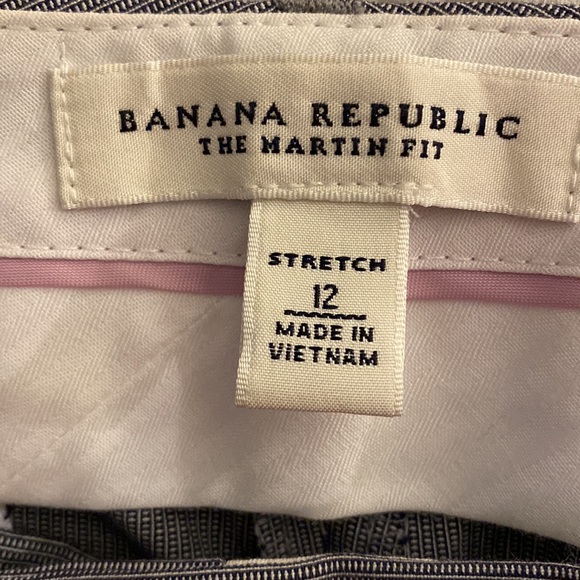 BANANA REPUBLIC
THE MARTIN FIT
STRETCH
12
MADE IN
VIETNAM